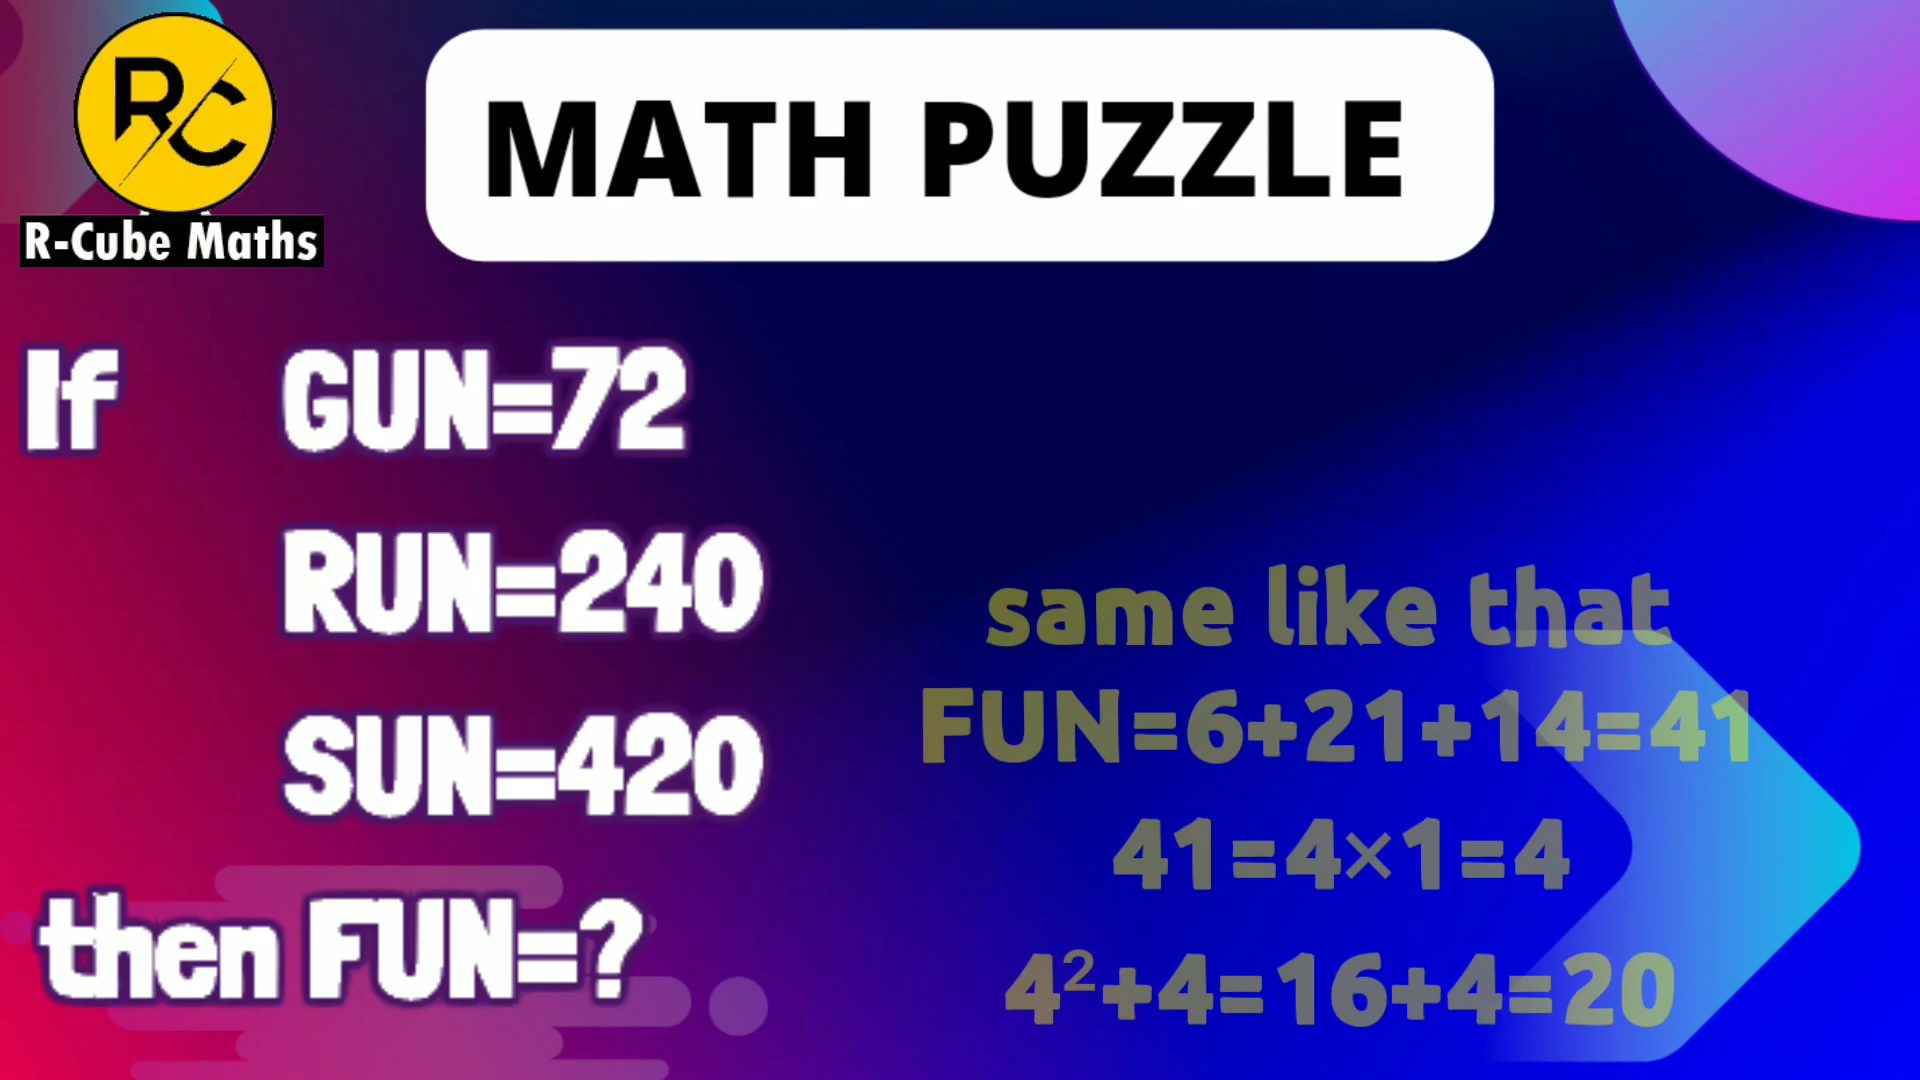 RC
R-Cube Maths
MATH PUZZLE
If GUN=72
RUN=240
SUN=420
then FUN=?
same like that
FUN=6+21+14=41
41=4×1=4
4²+4=16+4=20